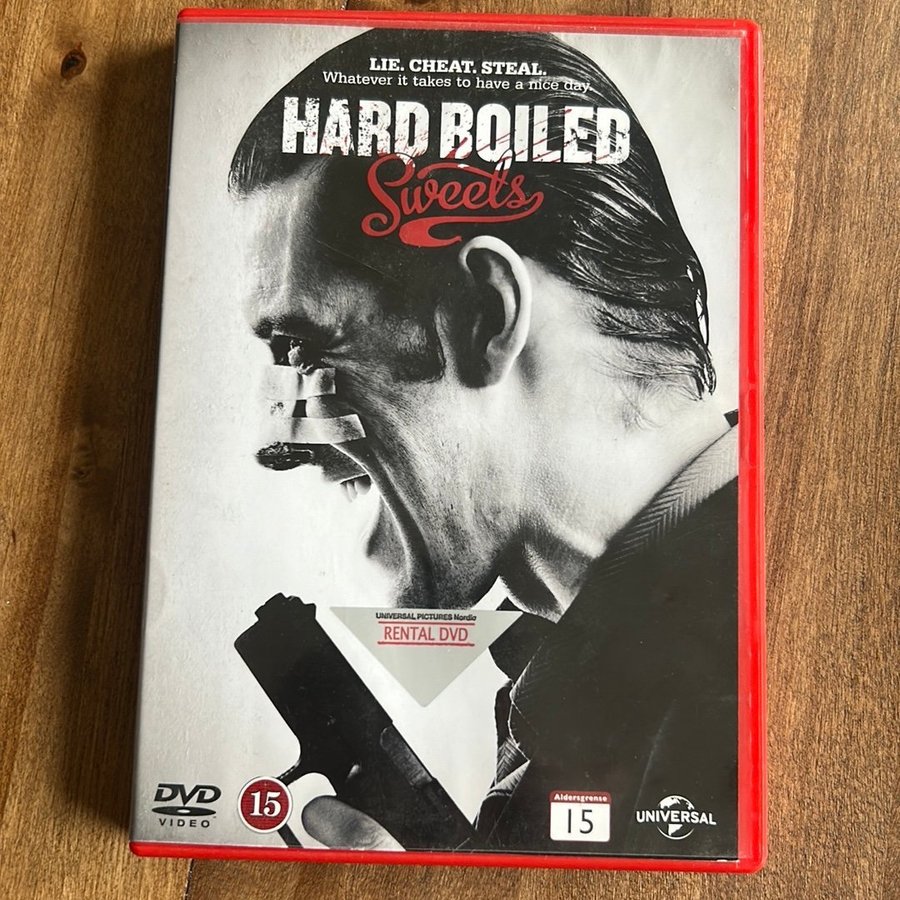 LIE. CHEAT. STEAL.
Whatever it takes to have a nice day.
HARD BOILED
Sweets
UNIVERSAL PICTURES Nordic
RENTAL DVD
DVD
VIDEO
15
Aldersgrense
15
UNIVERSAL